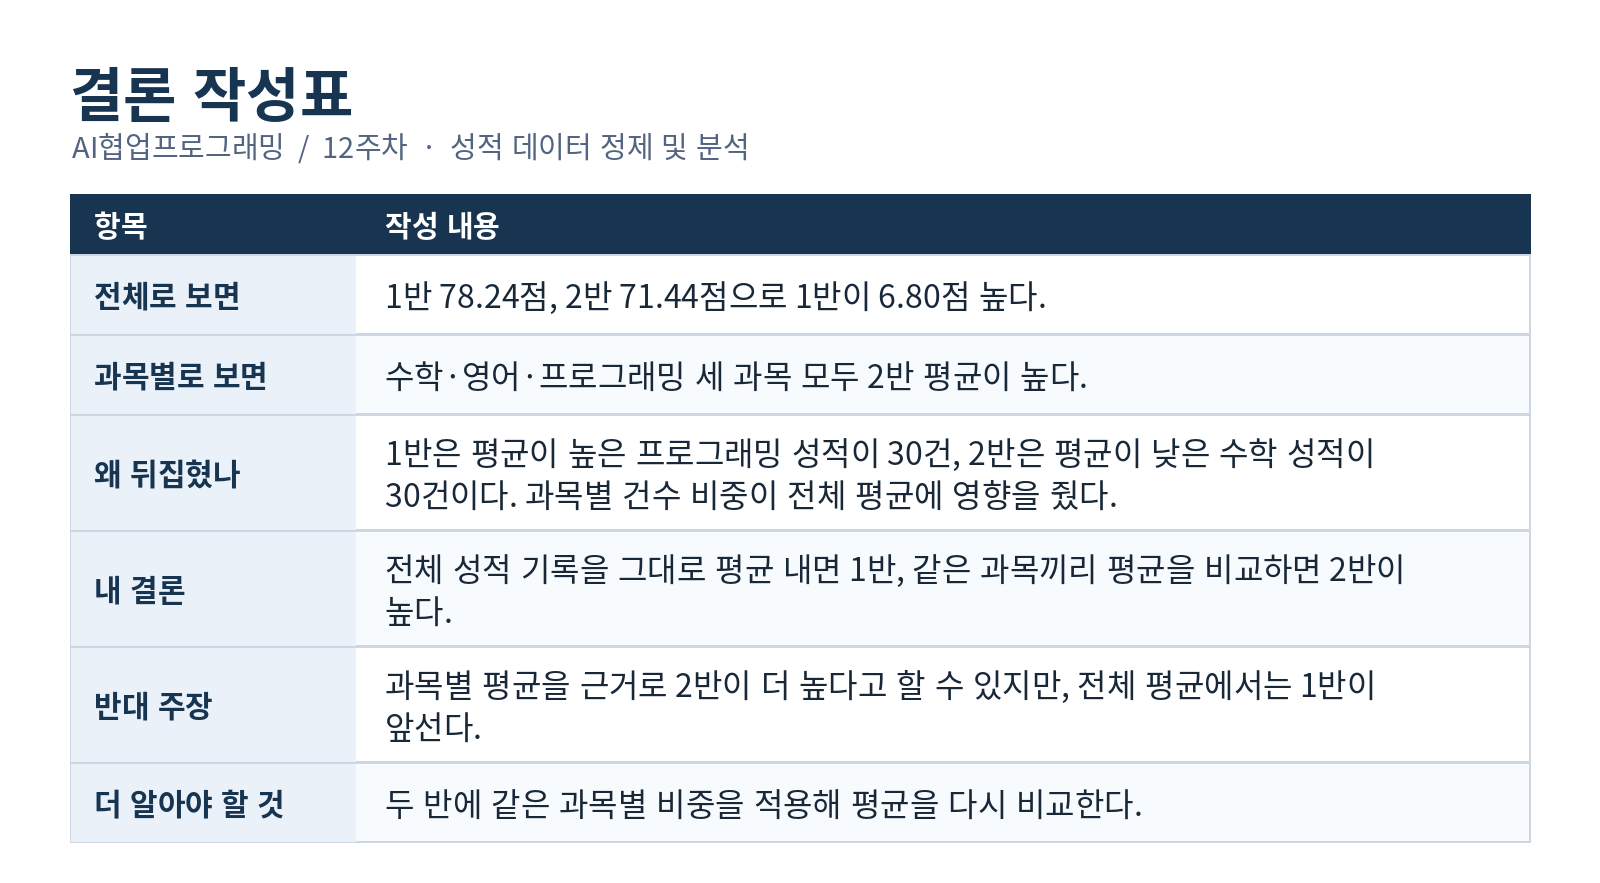 결론 작성표
AI협업프로그래밍 / 12주차 · 성적 데이터 정제 및 분석
항목 작성 내용
전체로 보면 1반 78.24점, 2반 71.44점으로 1반이 6.80점 높다.
과목별로 보면 수학·영어·프로그래밍 세 과목 모두 2반 평균이 높다.
왜 뒤집혔나 1반은 평균이 높은 프로그래밍 성적이 30건, 2반은 평균이 낮은 수학 성적이
30건이다. 과목별 건수 비중이 전체 평균에 영향을 줬다.
내 결론 전체 성적 기록을 그대로 평균 내면 1반, 같은 과목끼리 평균을 비교하면 2반이
높다.
반대 주장 과목별 평균을 근거로 2반이 더 높다고 할 수 있지만, 전체 평균에서는 1반이
앞선다.
더 알아야 할 것 두 반에 같은 과목별 비중을 적용해 평균을 다시 비교한다.